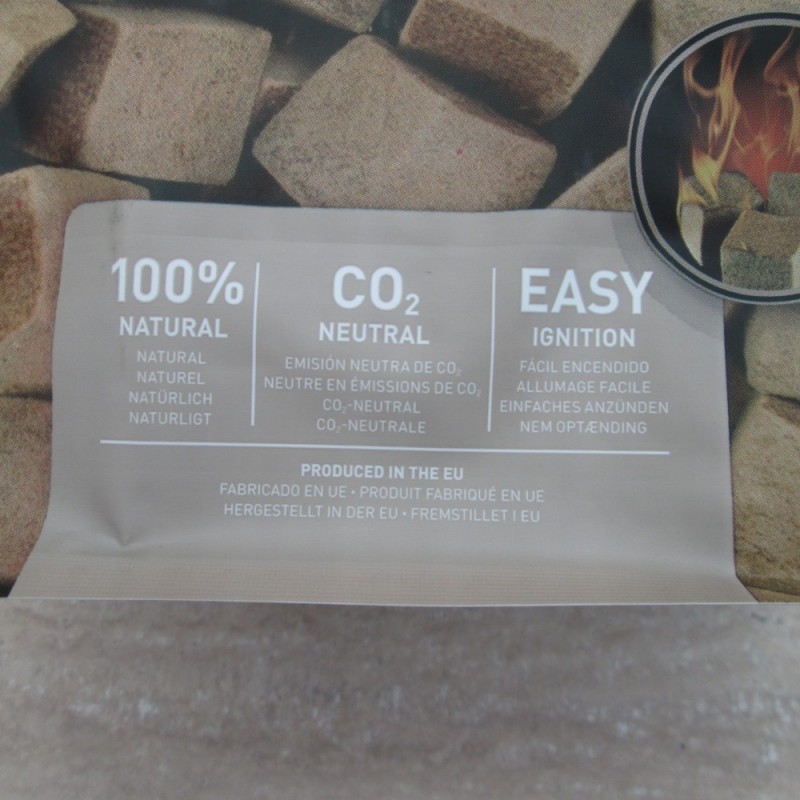 100%
NATURAL
NATURAL
NATUREL
NATÜRLICH
NATURLIGT
CO₂
NEUTRAL
EMISIÓN NEUTRA DE CO₂
NEUTRE EN ÉMISSIONS DE CO₂
CO₂-NEUTRAL
CO₂-NEUTRALE
EASY
IGNITION
FÁCIL ENCENDIDO
ALLUMAGE FACILE
EINFACHES ANZÜNDEN
NEM OPTÆNDING
PRODUCED IN THE EU
FABRICADO EN UE • PRODUIT FABRIQUÉ EN UE
HERGESTELLT IN DER EU • FREMSTILLET I EU